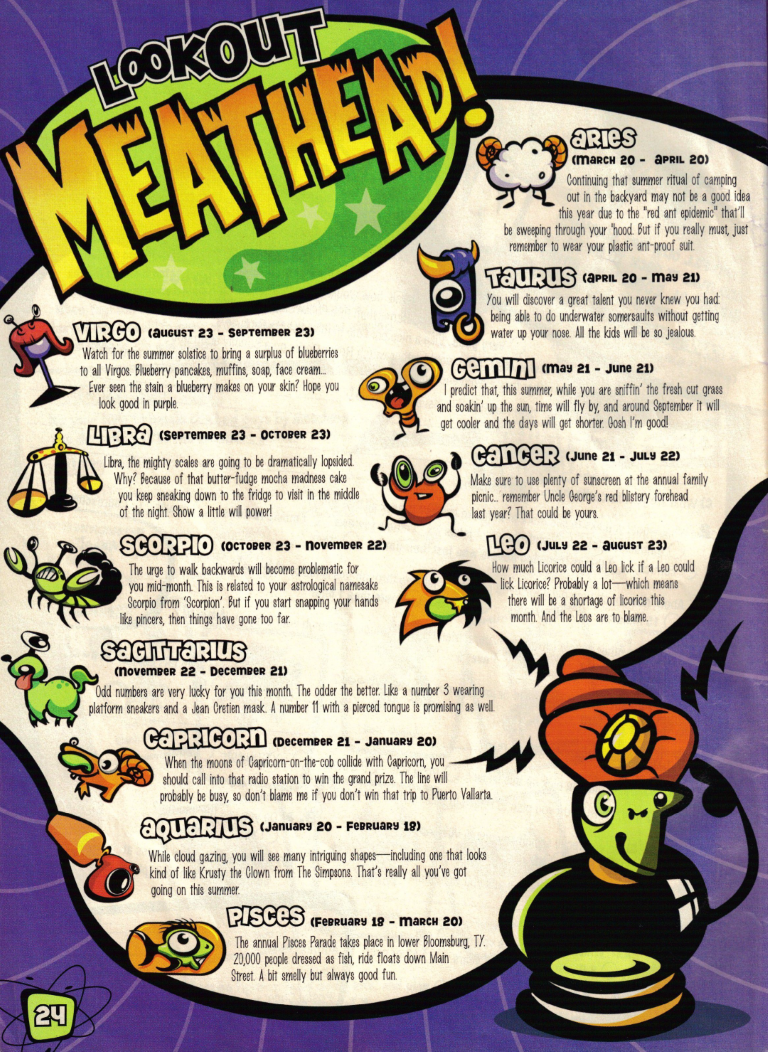 LOOKOUT
MEATHEAD!
ARIES
(MARCH 20 - APRIL 20)
Continuing that summer ritual of camping
out in the backyard may not be a good idea
this year due to the "red ant epidemic" that'll
be sweeping through your 'hood. But if you really must, just
remember to wear your plastic ant-proof suit.
TAURUS (APRIL 20 - MAY 21)
You will discover a great talent you never knew you had:
being able to do underwater somersaults without getting
water up your nose. All the kids will be so jealous.
GEMINI (MAY 21 - JUNE 21)
I predict that, this summer, while you are sniffin' the fresh cut grass
and soakin' up the sun, time will fly by, and around September it will
get cooler and the days will get shorter. Gosh I'm good!
CANCER (JUNE 21 - JULY 22)
Make sure to use plenty of sunscreen at the annual family
picnic... remember Uncle George's red blistery forehead
last year? That could be yours.
LEO (JULY 22 - AUGUST 23)
How much Licorice could a Leo lick if a Leo could
lick Licorice? Probably a lot—which means
there will be a shortage of licorice this
month. And the Leos are to blame.
VIRGO (AUGUST 23 - SEPTEMBER 23)
Watch for the summer solstice to bring a surplus of blueberries
to all Virgos. Blueberry pancakes, muffins, soap, face cream...
Ever seen the stain a blueberry makes on your skin? Hope you
look good in purple.
LIBRA (SEPTEMBER 23 - OCTOBER 23)
Libra, the mighty scales are going to be dramatically lopsided.
Why? Because of that butter-fudge mocha madness cake
you keep sneaking down to the fridge to visit in the middle
of the night. Show a little will power!
SCORPIO (OCTOBER 23 - NOVEMBER 22)
The urge to walk backwards will become problematic for
you mid-month. This is related to your astrological namesake
Scorpio from 'Scorpion'. But if you start snapping your hands
like pincers, then things have gone too far.
SAGITTARIUS
(NOVEMBER 22 - DECEMBER 21)
Odd numbers are very lucky for you this month. The odder the better. Like a number 3 wearing
platform sneakers and a Jean Cretien mask. A number 11 with a pierced tongue is promising as well.
CAPRICORN (DECEMBER 21 - JANUARY 20)
When the moons of Capricorn-on-the-cob collide with Capricorn, you
should call into that radio station to win the grand prize. The line will
probably be busy, so don't blame me if you don't win that trip to Puerto Vallarta.
AQUARIUS (JANUARY 20 - FEBRUARY 19)
While cloud gazing, you will see many intriguing shapes—including one that looks
kind of like Krusty the Clown from The Simpsons. That's really all you've got
going on this summer.
PISCES (FEBRUARY 19 - MARCH 20)
The annual Pisces Parade takes place in lower Bloomsburg, TY.
20,000 people dressed as fish, ride floats down Main
Street. A bit smelly but always good fun.
24